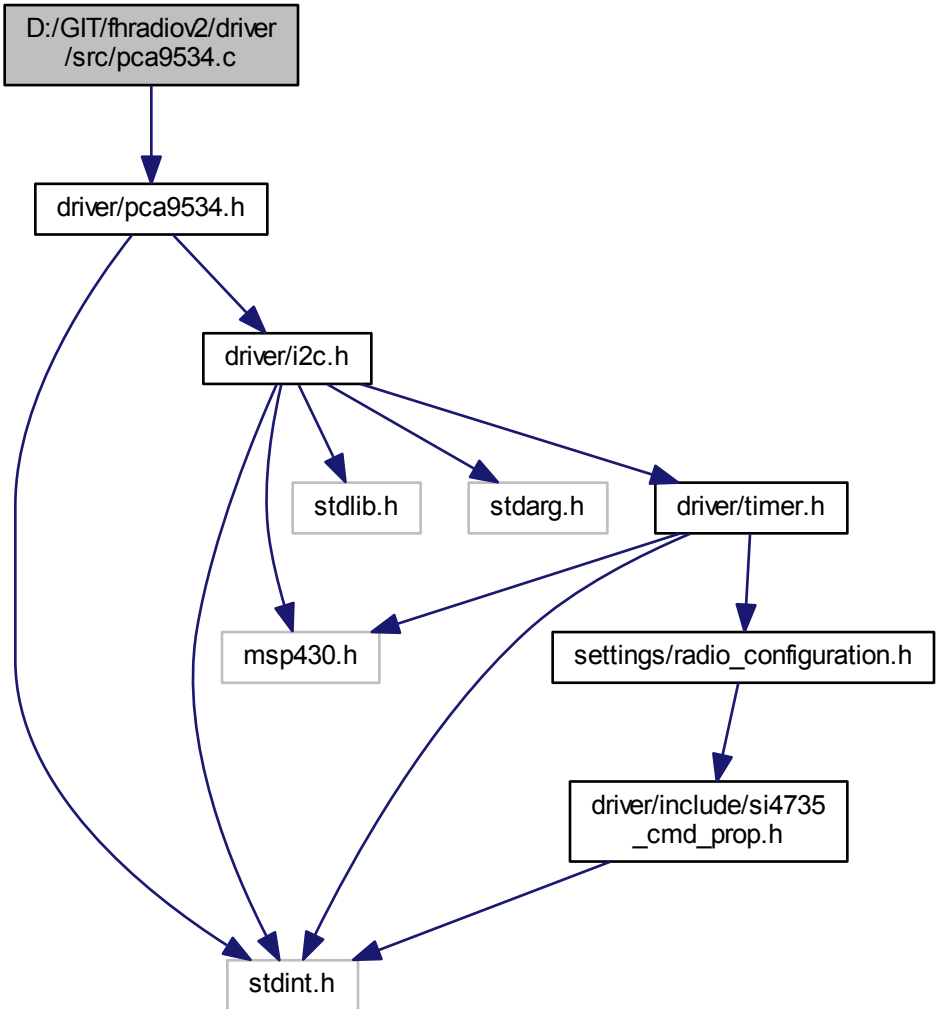 D:/GIT/fhradiov2/driver
/src/pca9534.c
driver/pca9534.h
driver/i2c.h
stdlib.h
stdarg.h
driver/timer.h
msp430.h
settings/radio_configuration.h
driver/include/si4735
_cmd_prop.h
stdint.h